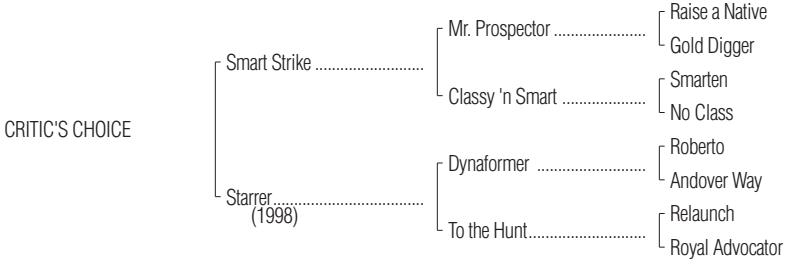 Raise a Native
Mr. Prospector ......................
Gold Digger
Smart Strike ..........................
Smarten
Classy 'n Smart ....................
No Class
CRITIC'S CHOICE
Roberto
Dynaformer ..........................
Andover Way
Starrer....................................
(1998)
Relaunch
To the Hunt............................
Royal Advocator